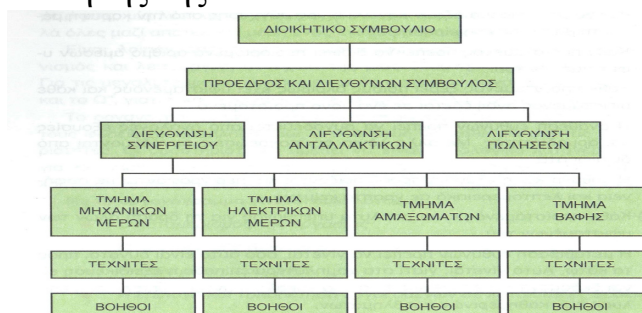 ΔΙΟΙΚΗΤΙΚΟ ΣΥΜΒΟΥΛΙΟ
ΠΡΟΕΔΡΟΣ ΚΑΙ ΔΙΕΥΘΥΝΩΝ ΣΥΜΒΟΥΛΟΣ
ΔΙΕΥΘΥΝΣΗ
ΣΥΝΕΡΓΕΙΟΥ
ΔΙΕΥΘΥΝΣΗ
ΑΝΤΑΛΛΑΚΤΙΚΩΝ
ΔΙΕΥΘΥΝΣΗ
ΠΩΛΗΣΕΩΝ
ΤΜΗΜΑ
ΜΗΧΑΝΙΚΩΝ
ΜΕΡΩΝ
ΤΜΗΜΑ
ΗΛΕΚΤΡΙΚΩΝ
ΜΕΡΩΝ
ΤΜΗΜΑ
ΑΜΑΞΩΜΑΤΩΝ
ΤΜΗΜΑ
ΒΑΦΗΣ
ΤΕΧΝΙΤΕΣ
ΤΕΧΝΙΤΕΣ
ΤΕΧΝΙΤΕΣ
ΤΕΧΝΙΤΕΣ
ΒΟΗΘΟΙ
ΒΟΗΘΟΙ
ΒΟΗΘΟΙ
ΒΟΗΘΟΙ